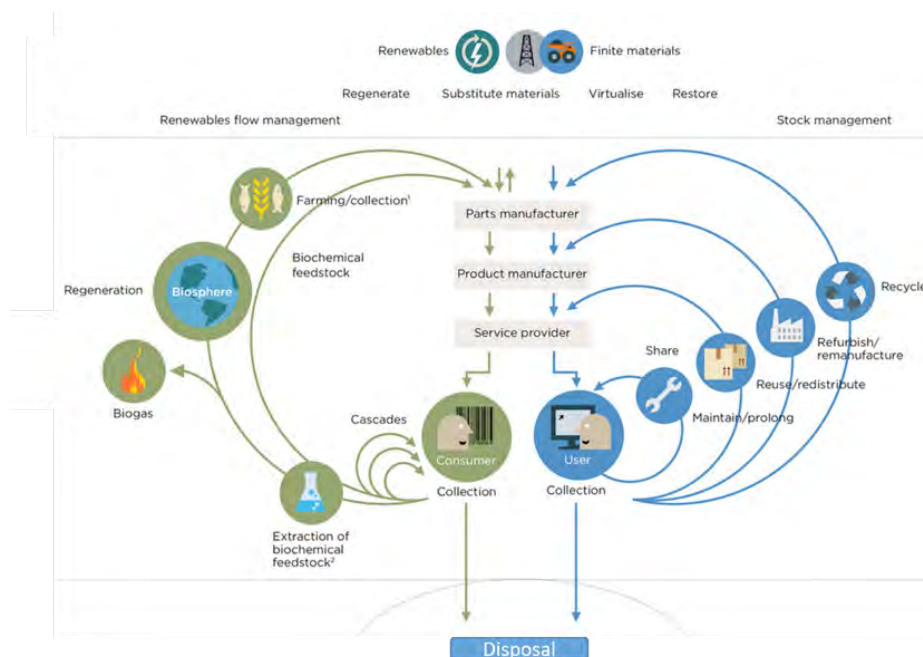 Renewables
Finite materials
Regenerate
Substitute materials
Virtualise
Restore
Renewables flow management
Stock management
Farming/collection¹
Parts manufacturer
Biochemical
feedstock
Product manufacturer
Regeneration
Biosphere
Recycle
Service provider
Share
Refurbish/
remanufacture
Reuse/redistribute
Biogas
Cascades
Maintain/prolong
Consumer
User
Collection
Collection
Extraction of
biochemical
feedstock²
Disposal